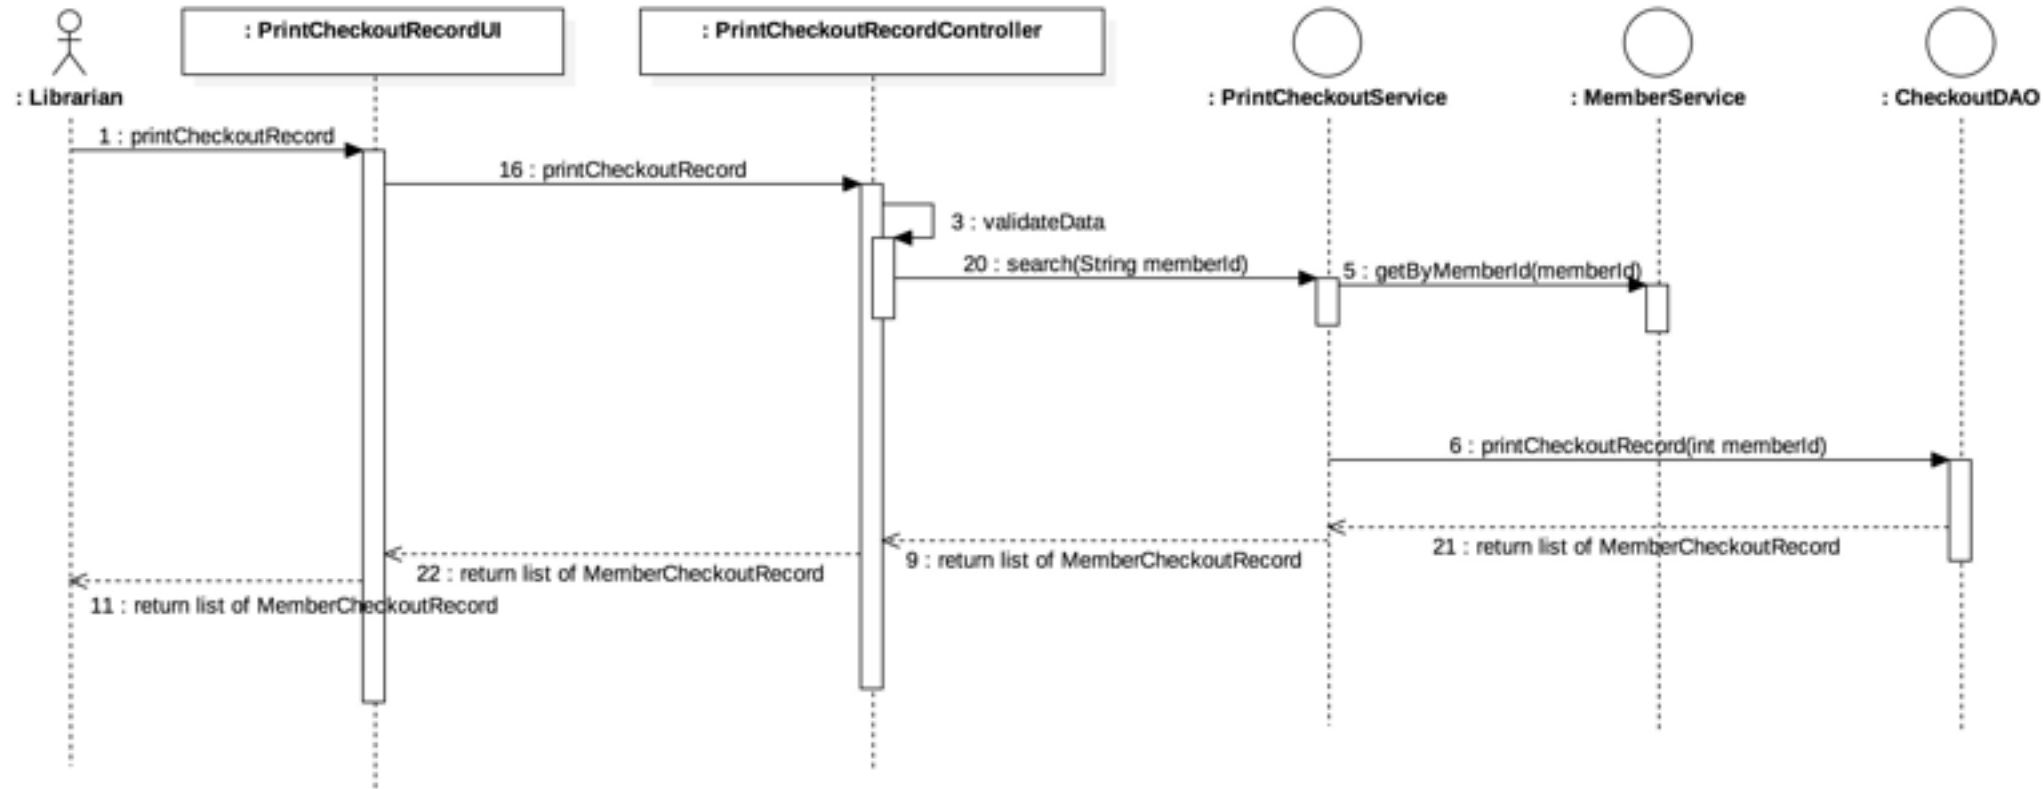 : PrintCheckoutRecordUI
: PrintCheckoutRecordController
: Librarian
: PrintCheckoutService
: MemberService
: CheckoutDAO
1 : printCheckoutRecord
16 : printCheckoutRecord
3 : validateData
20 : search(String memberId)
5 : getByMemberId(memberId)
6 : printCheckoutRecord(int memberId)
21 : return list of MemberCheckoutRecord
9 : return list of MemberCheckoutRecord
22 : return list of MemberCheckoutRecord
11 : return list of MemberCheckoutRecord